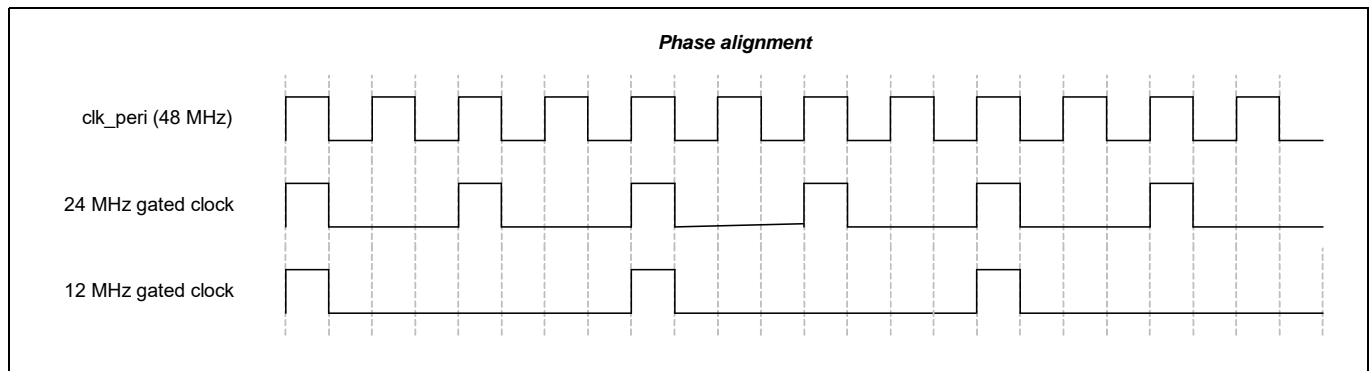 Phase alignment
clk_peri (48 MHz)
24 MHz gated clock
12 MHz gated clock